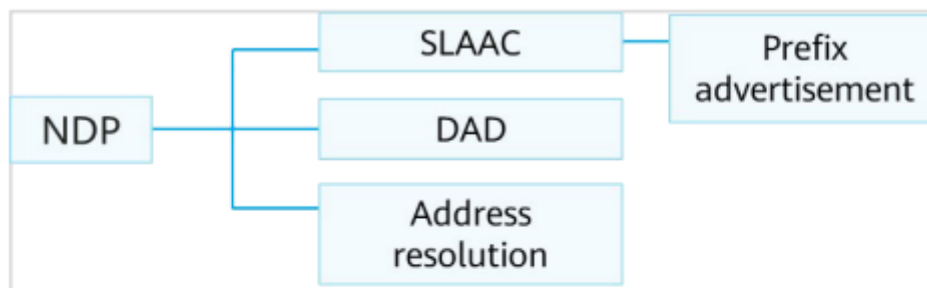 NDP
SLAAC
Prefix
advertisement
DAD
Address
resolution